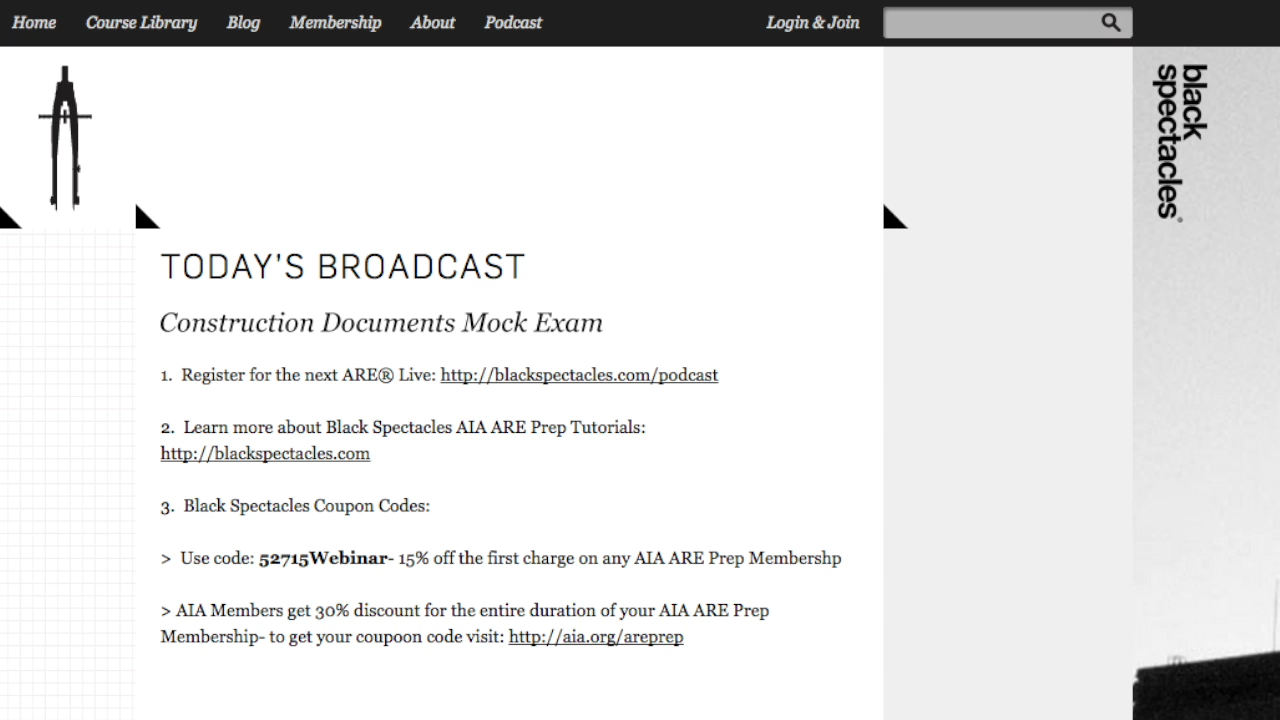 Home Course Library Blog Membership About Podcast Login & Join
black
spectacles®
TODAY'S BROADCAST
Construction Documents Mock Exam
1. Register for the next ARE® Live: http://blackspectacles.com/podcast
2. Learn more about Black Spectacles AIA ARE Prep Tutorials:
http://blackspectacles.com
3. Black Spectacles Coupon Codes:
> Use code: 52715Webinar- 15% off the first charge on any AIA ARE Prep Membershp
> AIA Members get 30% discount for the entire duration of your AIA ARE Prep
Membership- to get your coupoon code visit: http://aia.org/areprep